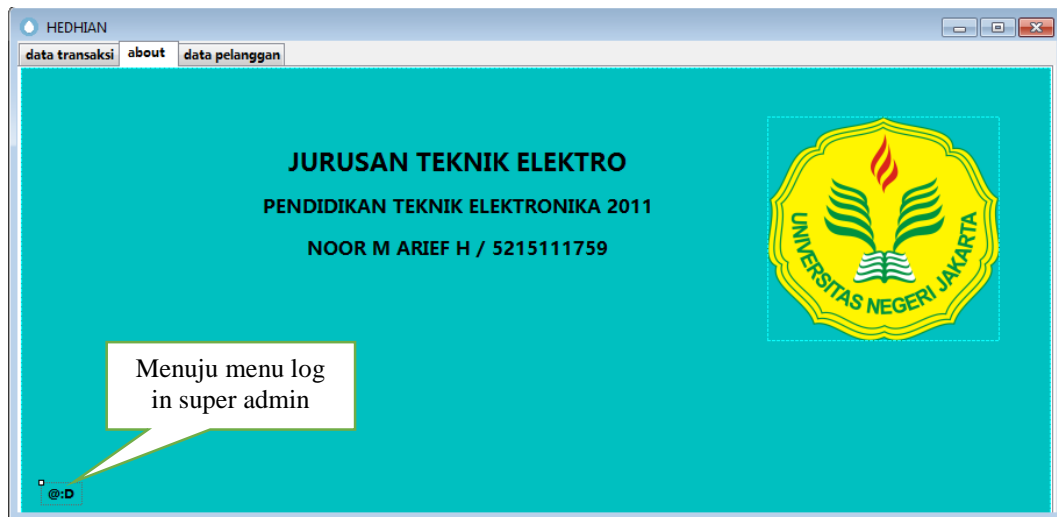 HEDHIAN
data transaksi about data pelanggan
JURUSAN TEKNIK ELEKTRO
PENDIDIKAN TEKNIK ELEKTRONIKA 2011
NOOR M ARIEF H / 5215111759
UNIVERSITAS NEGERI JAKARTA
Menuju menu log
in super admin
@:D